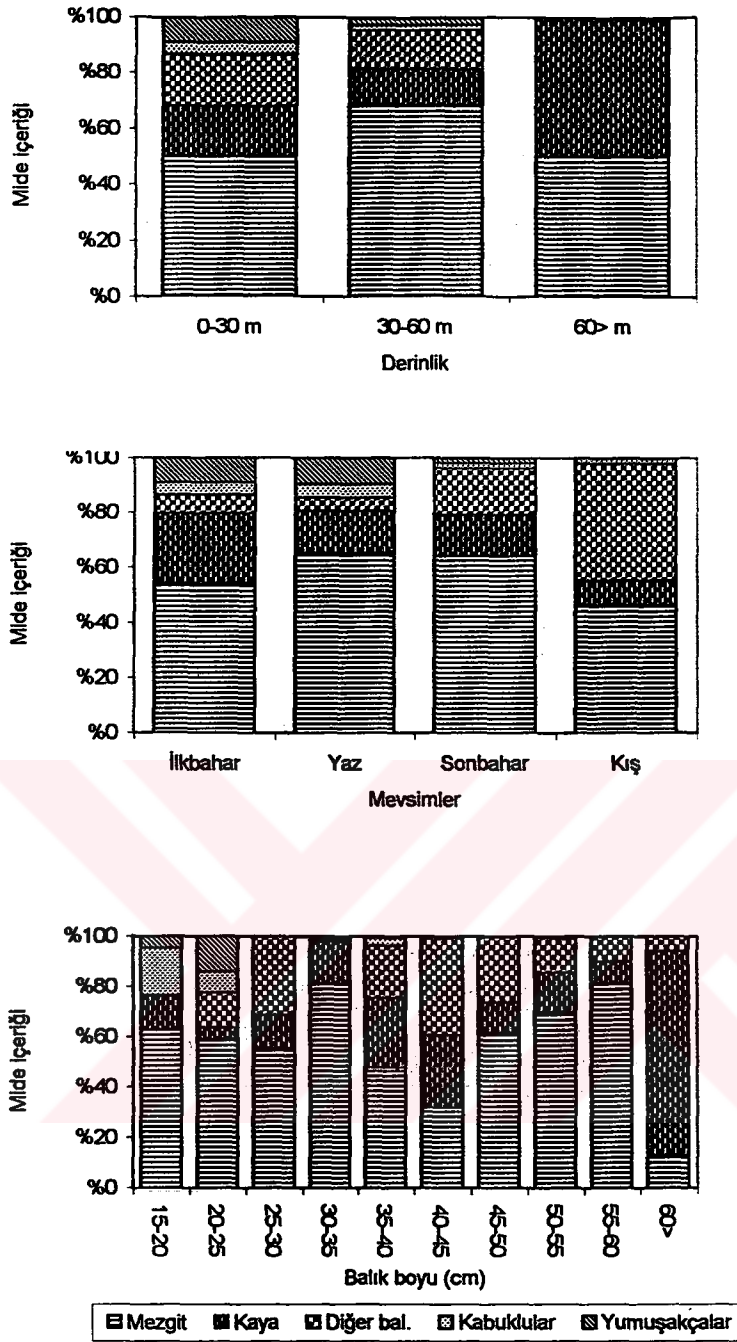 %100
%80
%60
%40
%20
%0
Mide içeriği
0-30 m 30-60 m 60> m
Derinlik
%100
%80
%60
%40
%20
%0
Mide içeriği
İlkbahar Yaz Sonbahar Kış
Mevsimler
%100
%80
%60
%40
%20
%0
Mide içeriği
15-20 20-25 25-30 30-35 35-40 40-45 45-50 50-55 55-60 60>
Balık boyu (cm)
Mezgit Kaya Diğer bal. Kabuklular Yumuşakçalar